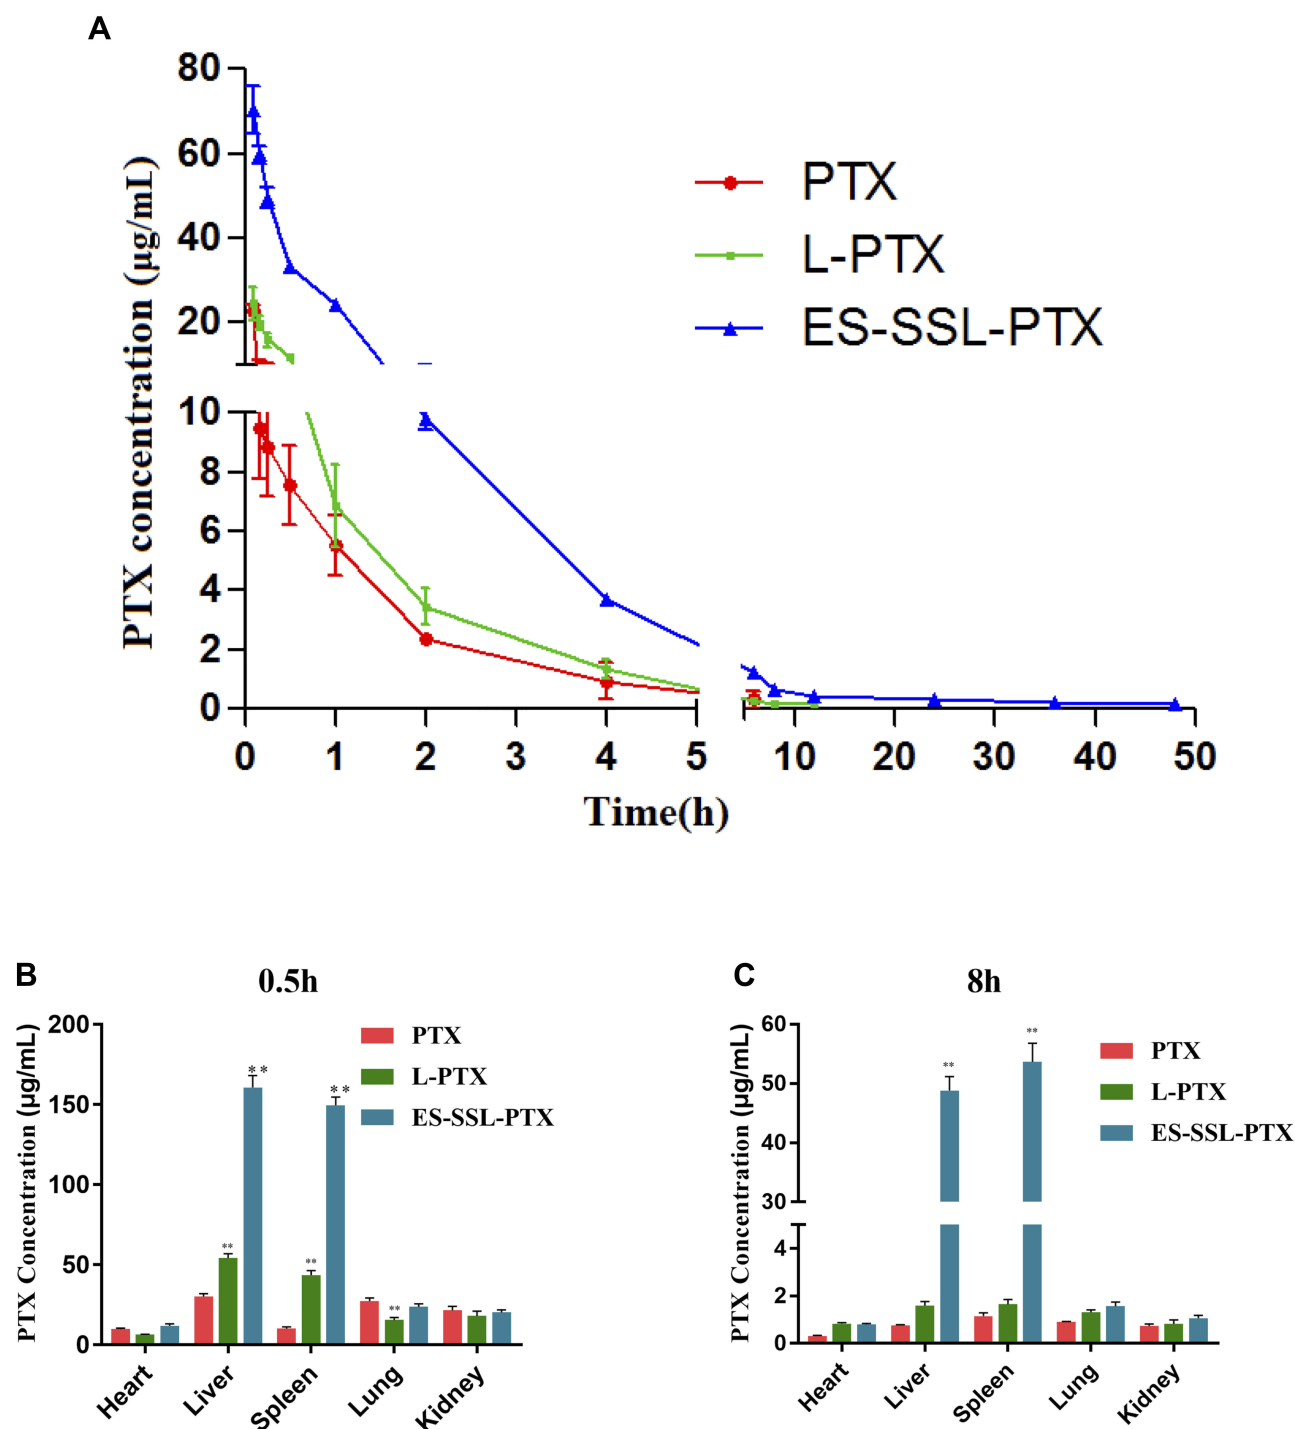 A
80
60
40
20
10
8
6
4
2
0
PTX concentration (µg/mL)
PTX
L-PTX
ES-SSL-PTX
0 1 2 3 4 5 10 20 30 40 50
Time(h)
B
0.5h
200
150
100
50
0
PTX Concentration (µg/mL)
PTX
L-PTX
ES-SSL-PTX
** ** ** ** **
Heart Liver Spleen Lung Kidney
C
8h
60
50
40
30
4
2
0
PTX Concentration (µg/mL)
PTX
L-PTX
ES-SSL-PTX
** **
Heart Liver Spleen Lung Kidney